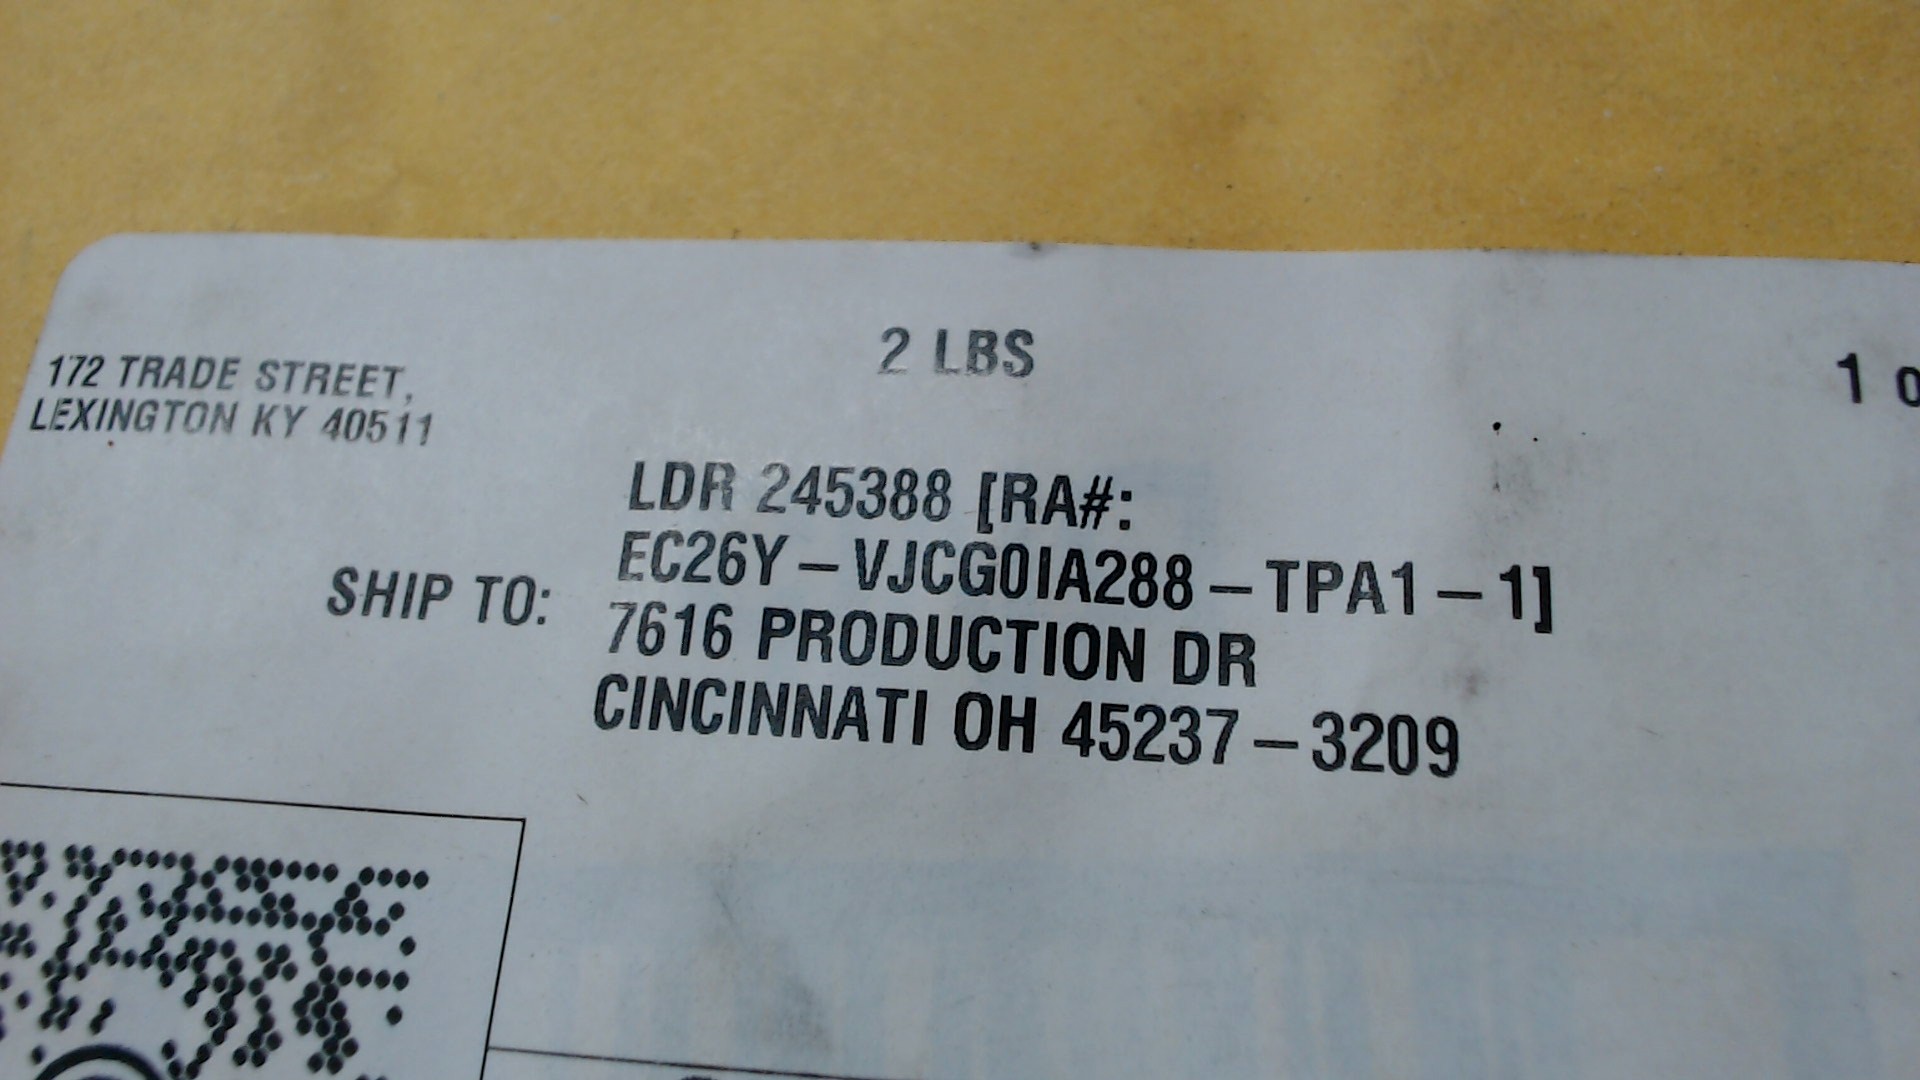 2 LBS
1 o
172 TRADE STREET,
LEXINGTON KY 40511
LDR 245388 [RA#:
EC26Y-VJCG0IA288-TPA1-1]
SHIP TO:
7616 PRODUCTION DR
CINCINNATI OH 45237-3209